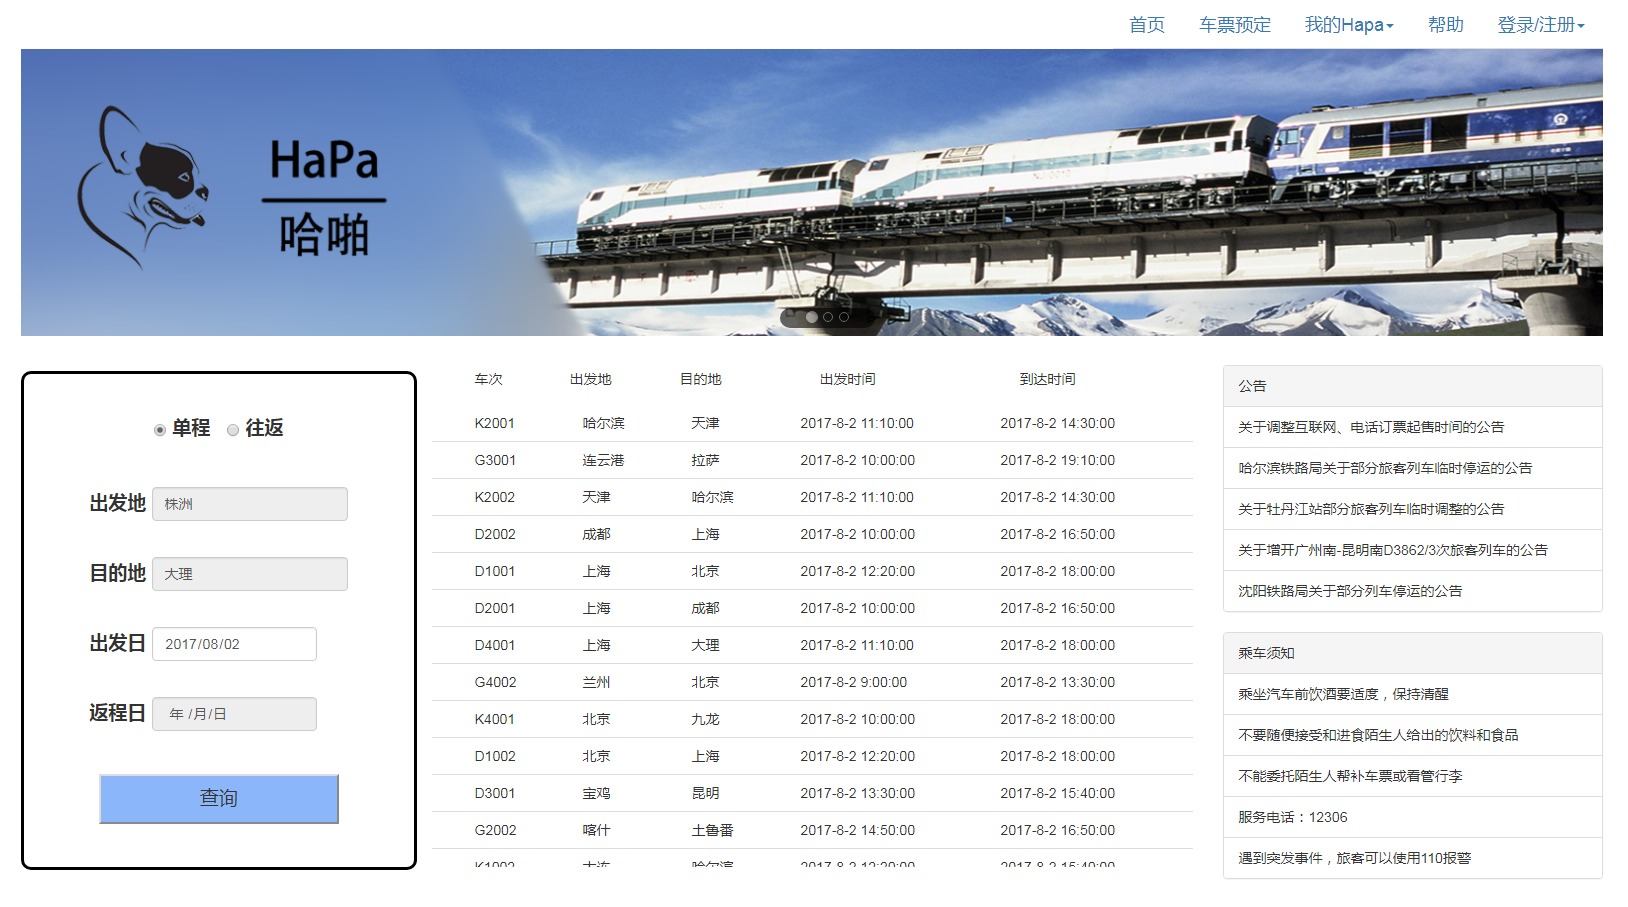 首页 车票预定 我的Hapa 帮助 登录/注册
HaPa
哈啪
单程 往返
出发地 株洲
目的地 大理
出发日 2017/08/02
返程日 年 /月/日
查询
车次 出发地 目的地 出发时间 到达时间
K2001 哈尔滨 天津 2017-8-2 11:10:00 2017-8-2 14:30:00
G3001 连云港 拉萨 2017-8-2 10:00:00 2017-8-2 19:10:00
K2002 天津 哈尔滨 2017-8-2 11:10:00 2017-8-2 14:30:00
D2002 成都 上海 2017-8-2 10:00:00 2017-8-2 16:50:00
D1001 上海 北京 2017-8-2 12:20:00 2017-8-2 18:00:00
D2001 上海 成都 2017-8-2 10:00:00 2017-8-2 16:50:00
D4001 上海 大理 2017-8-2 11:10:00 2017-8-2 18:00:00
G4002 兰州 北京 2017-8-2 9:00:00 2017-8-2 13:30:00
K4001 北京 九龙 2017-8-2 10:00:00 2017-8-2 18:00:00
D1002 北京 上海 2017-8-2 12:20:00 2017-8-2 18:00:00
D3001 宝鸡 昆明 2017-8-2 13:30:00 2017-8-2 15:40:00
G2002 喀什 土鲁番 2017-8-2 14:50:00 2017-8-2 16:50:00
K1002 大连 哈尔滨 2017-8-2 12:20:00 2017-8-2 15:40:00
公告
关于调整互联网、电话订票起售时间的公告
哈尔滨铁路局关于部分旅客列车临时停运的公告
关于牡丹江站部分旅客列车临时调整的公告
关于增开广州南-昆明南D3862/3次旅客列车的公告
沈阳铁路局关于部分列车停运的公告
乘车须知
乘坐汽车前饮酒要适度，保持清醒
不要随便接受和进食陌生人给出的饮料和食品
不能委托陌生人帮补车票或看管行李
服务电话：12306
遇到突发事件，旅客可以使用110报警